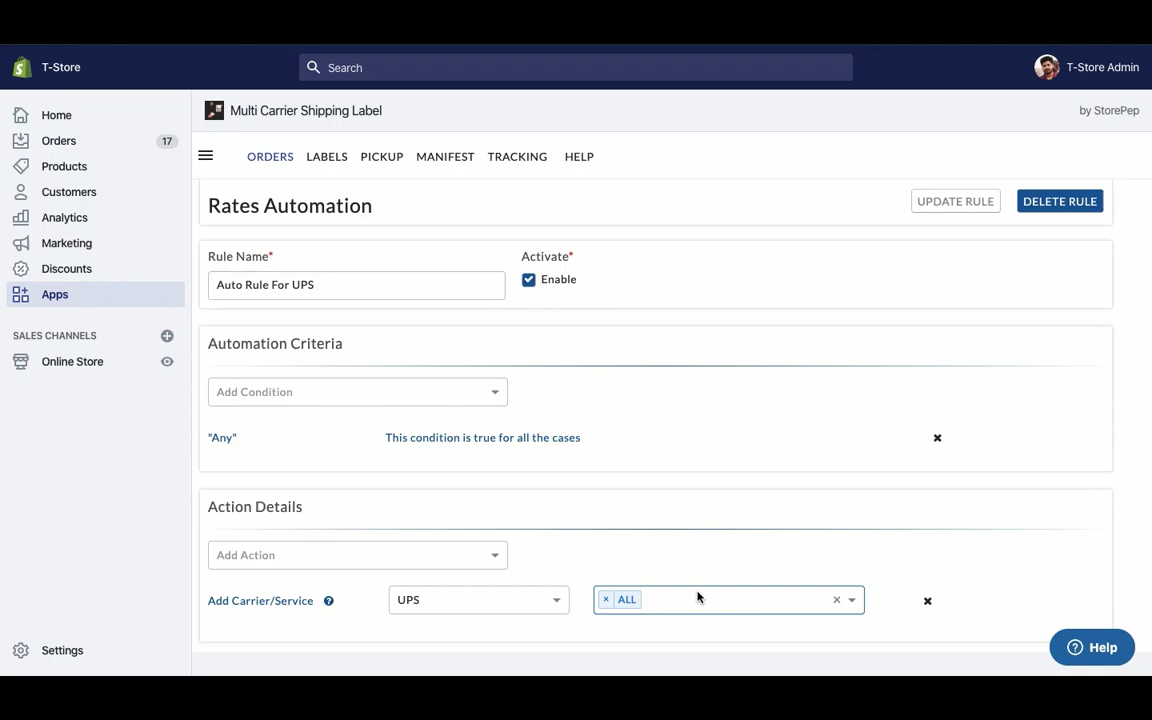 T-Store
Search
T-Store Admin
Home
Orders 17
Products
Customers
Analytics
Marketing
Discounts
Apps
SALES CHANNELS
Online Store
Settings
Multi Carrier Shipping Label
by StorePep
ORDERS LABELS PICKUP MANIFEST TRACKING HELP
Rates Automation
UPDATE RULE DELETE RULE
Rule Name* Activate*
Auto Rule For UPS Enable
Automation Criteria
Add Condition
"Any" This condition is true for all the cases
Action Details
Add Action
Add Carrier/Service ? UPS × ALL
? Help